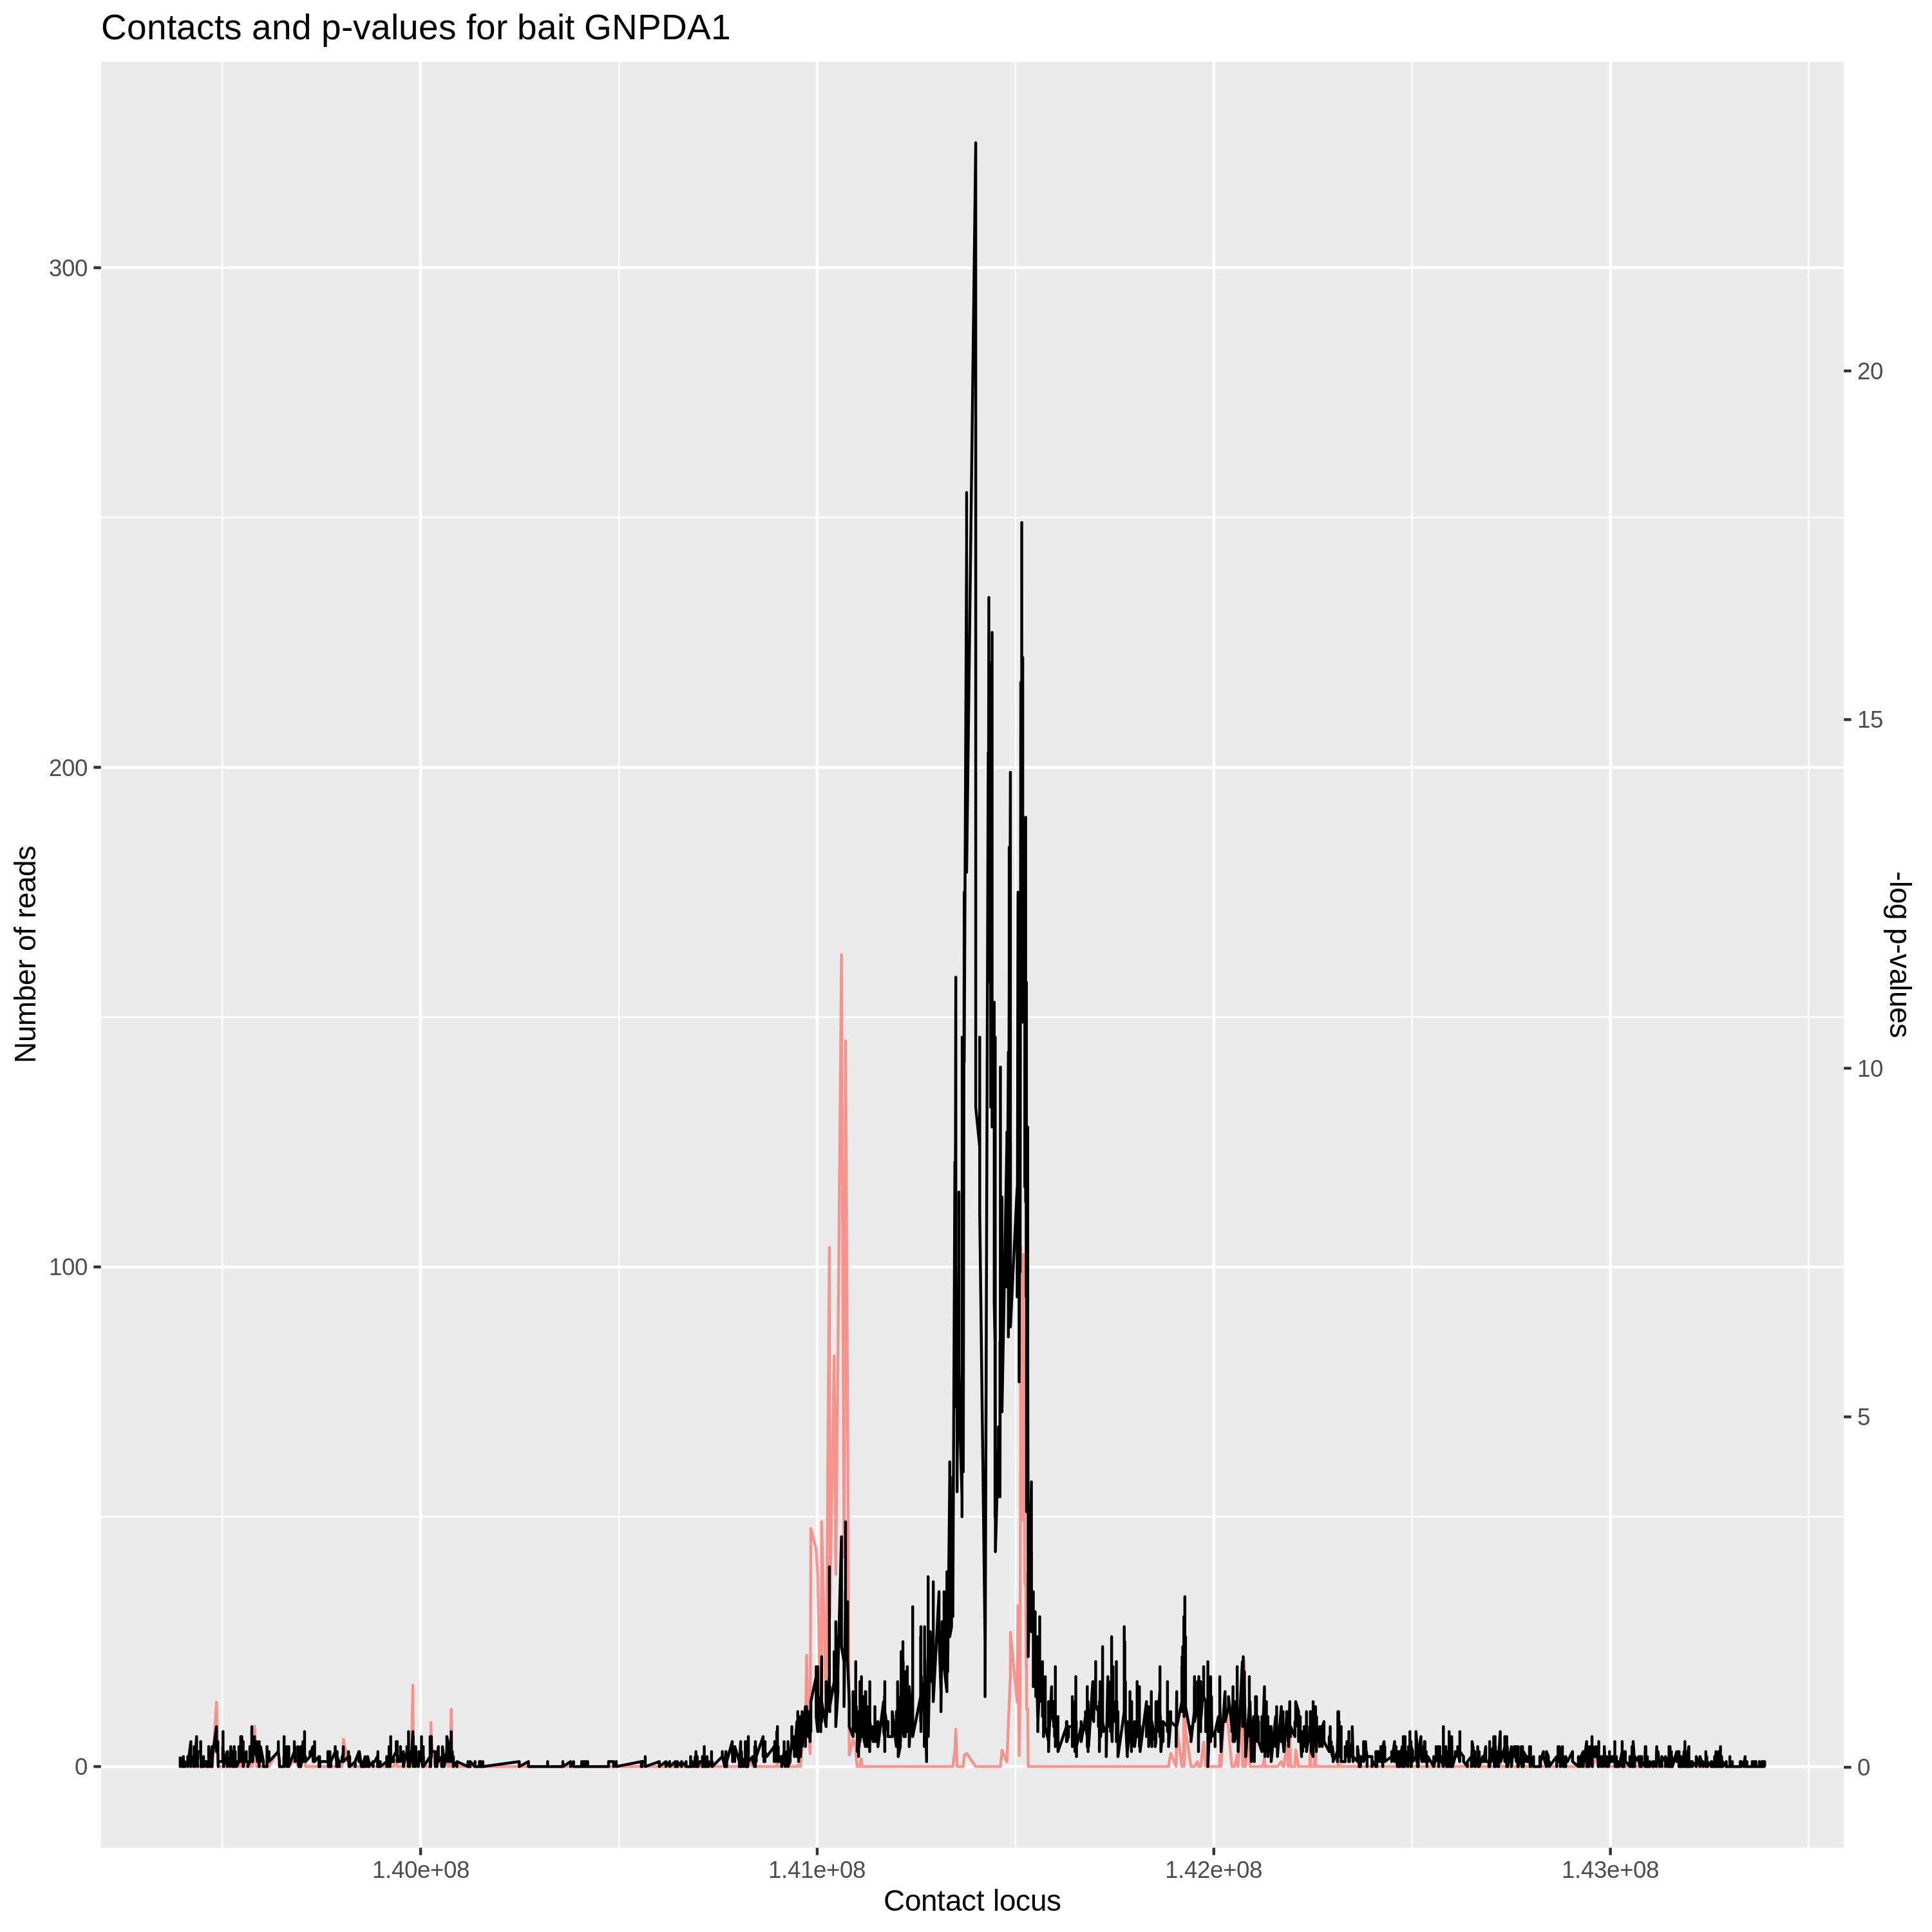 Contacts and p-values for bait GNPDA1
300
200
100
0
Number of reads
20
15
10
5
0
-log p-values
1.40e+08
1.41e+08
1.42e+08
1.43e+08
Contact locus